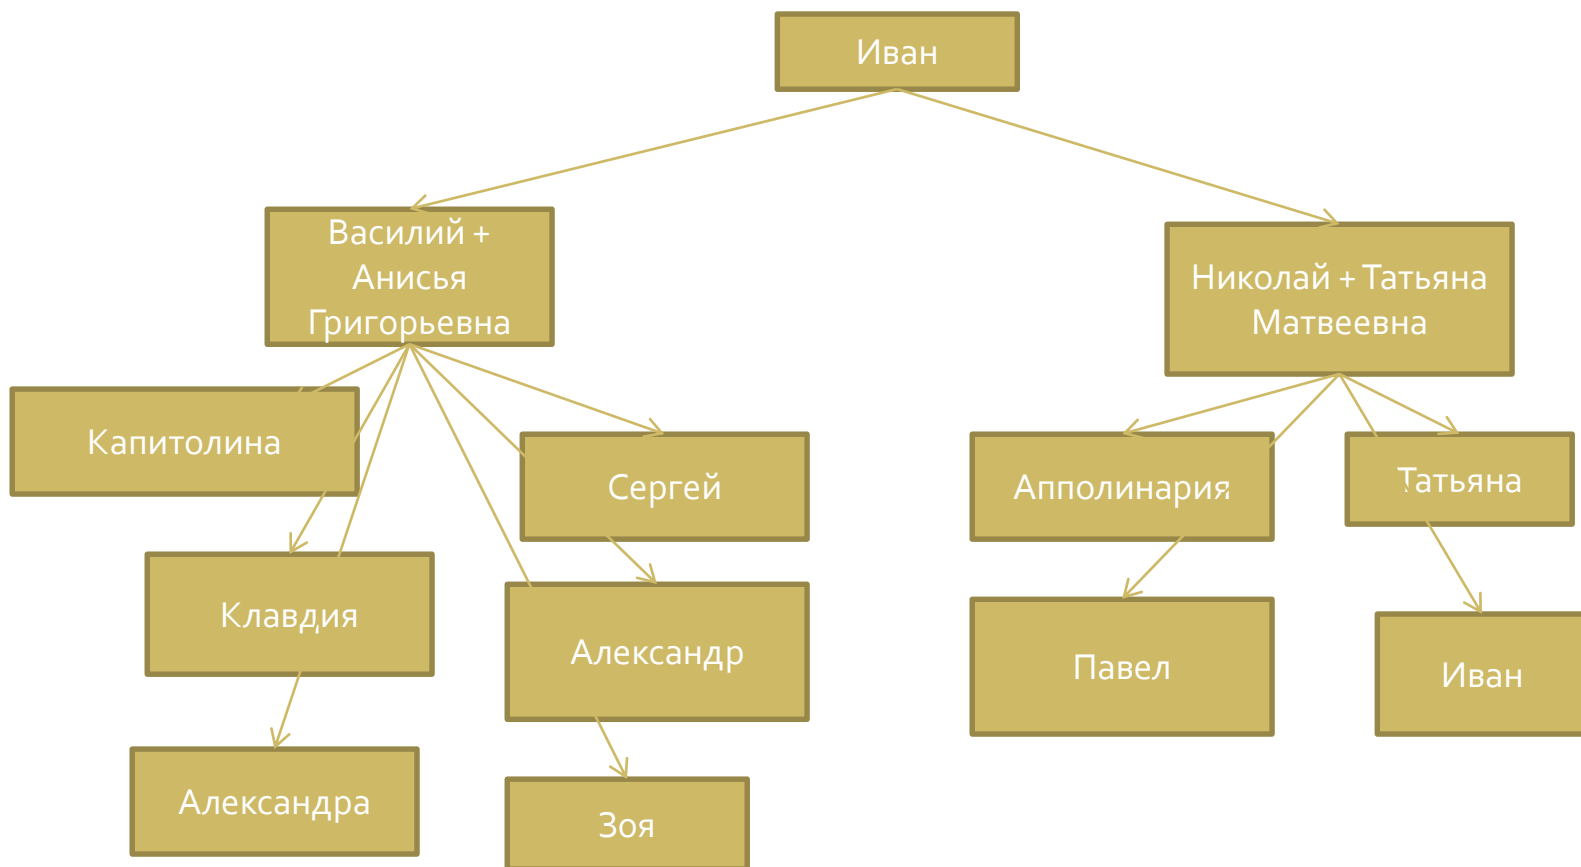 Иван
Василий +
Анисья
Григорьевна
Николай + Татьяна
Матвеевна
Капитолина
Сергей
Апполинария
Татьяна
Клавдия
Александр
Павел
Иван
Александра
Зоя